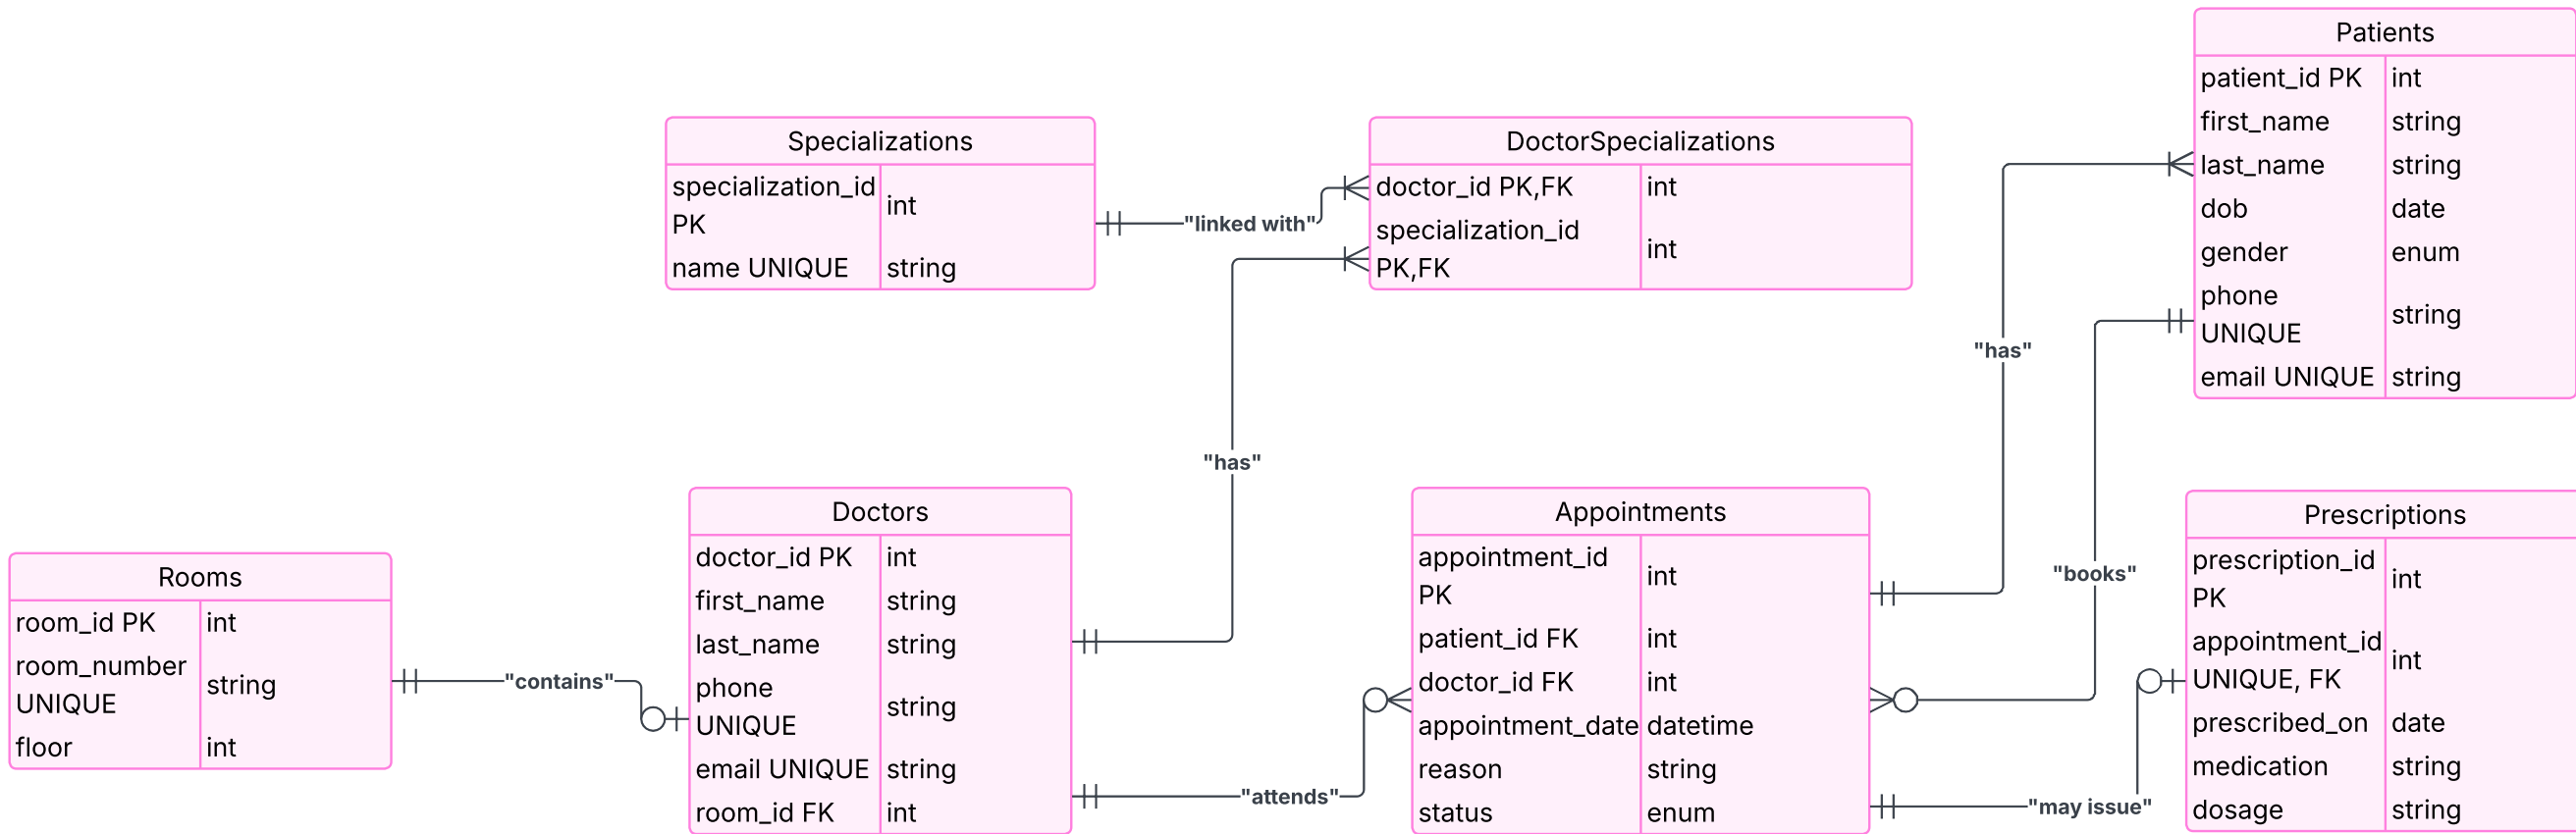 Patients
patient_id PK int
first_name string
last_name string
dob date
gender enum
phone
UNIQUE string
email UNIQUE string
Specializations
specialization_id
PK int
name UNIQUE string
"linked with"
DoctorSpecializations
doctor_id PK,FK int
specialization_id
PK,FK int
"has"
"has"
"books"
Rooms
room_id PK int
room_number
UNIQUE string
floor int
"contains"
Doctors
doctor_id PK int
first_name string
last_name string
phone
UNIQUE string
email UNIQUE string
room_id FK int
"attends"
Appointments
appointment_id
PK int
patient_id FK int
doctor_id FK int
appointment_date datetime
reason string
status enum
"may issue"
Prescriptions
prescription_id
PK int
appointment_id
UNIQUE, FK int
prescribed_on date
medication string
dosage string